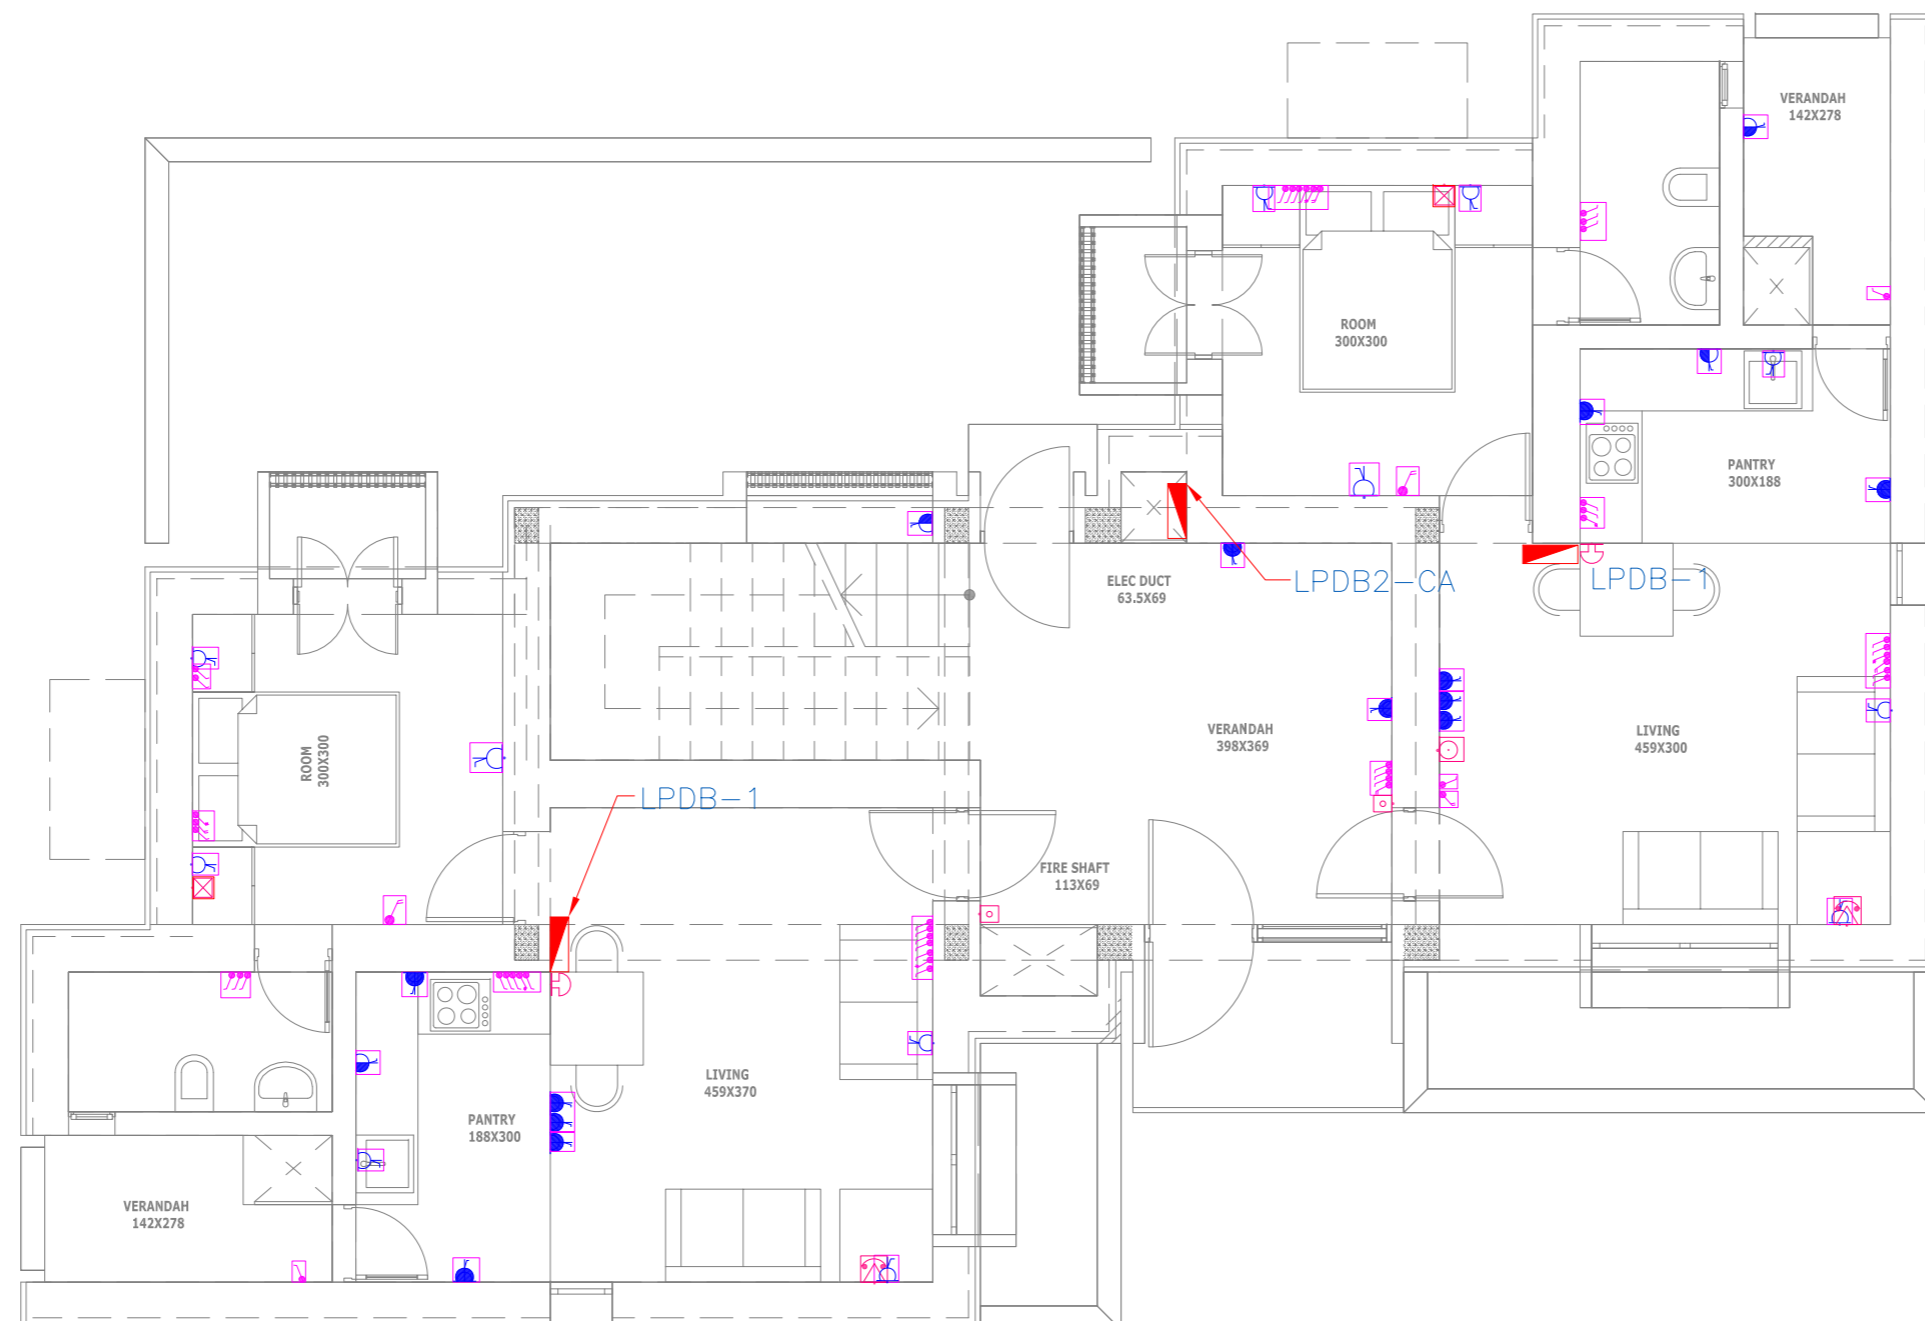 VERANDAH
142X278
ROOM
300X300
PANTRY
300X188
ELEC DUCT
63.5X69
LPDB2-CA
LPDB-1
VERANDAH
398X369
LIVING
459X300
ROOM
300X300
LPDB-1
FIRE SHAFT
113X69
LIVING
459X370
PANTRY
188X300
VERANDAH
142X278